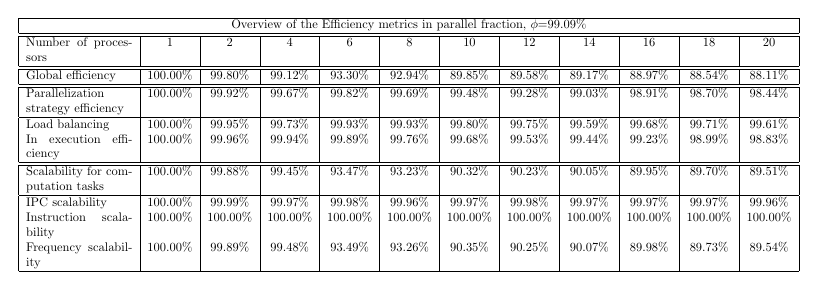 Overview of the Efficiency metrics in parallel fraction, ϕ=99.09%
Number of proces- 1 2 4 6 8 10 12 14 16 18 20
sors
Global efficiency 100.00% 99.80% 99.12% 93.30% 92.94% 89.85% 89.58% 89.17% 88.97% 88.54% 88.11%
Parallelization 100.00% 99.92% 99.67% 99.82% 99.69% 99.48% 99.28% 99.03% 98.91% 98.70% 98.44%
strategy efficiency
Load balancing 100.00% 99.95% 99.73% 99.93% 99.93% 99.80% 99.75% 99.59% 99.68% 99.71% 99.61%
In execution effi- 100.00% 99.96% 99.94% 99.89% 99.76% 99.68% 99.53% 99.44% 99.23% 98.99% 98.83%
ciency
Scalability for com- 100.00% 99.88% 99.45% 93.47% 93.23% 90.32% 90.23% 90.05% 89.95% 89.70% 89.51%
putation tasks
IPC scalability 100.00% 99.99% 99.97% 99.98% 99.96% 99.97% 99.98% 99.97% 99.97% 99.97% 99.96%
Instruction scala- 100.00% 100.00% 100.00% 100.00% 100.00% 100.00% 100.00% 100.00% 100.00% 100.00% 100.00%
bility
Frequency scalabil- 100.00% 99.89% 99.48% 93.49% 93.26% 90.35% 90.25% 90.07% 89.98% 89.73% 89.54%
ity